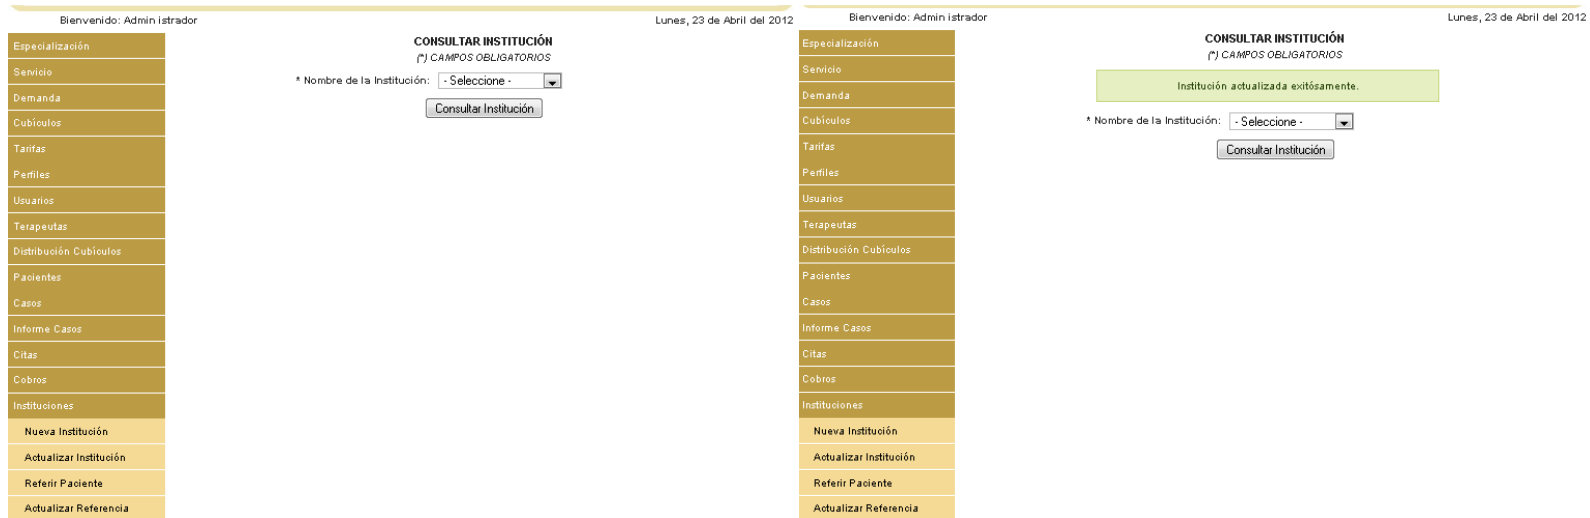 Bienvenido: Admin istrador
Lunes, 23 de Abril del 2012
Especialización
Servicio
Demanda
Cubículos
Tarifas
Perfiles
Usuarios
Terapeutas
Distribución Cubículos
Pacientes
Casos
Informe Casos
Citas
Cobros
Instituciones
Nueva Institución
Actualizar Institución
Referir Paciente
Actualizar Referencia
CONSULTAR INSTITUCIÓN
(*) CAMPOS OBLIGATORIOS
* Nombre de la Institución: - Seleccione -
Consultar Institución
Bienvenido: Admin istrador
Lunes, 23 de Abril del 2012
Especialización
Servicio
Demanda
Cubículos
Tarifas
Perfiles
Usuarios
Terapeutas
Distribución Cubículos
Pacientes
Casos
Informe Casos
Citas
Cobros
Instituciones
Nueva Institución
Actualizar Institución
Referir Paciente
Actualizar Referencia
CONSULTAR INSTITUCIÓN
(*) CAMPOS OBLIGATORIOS
Institución actualizada exitósamente.
* Nombre de la Institución: - Seleccione -
Consultar Institución